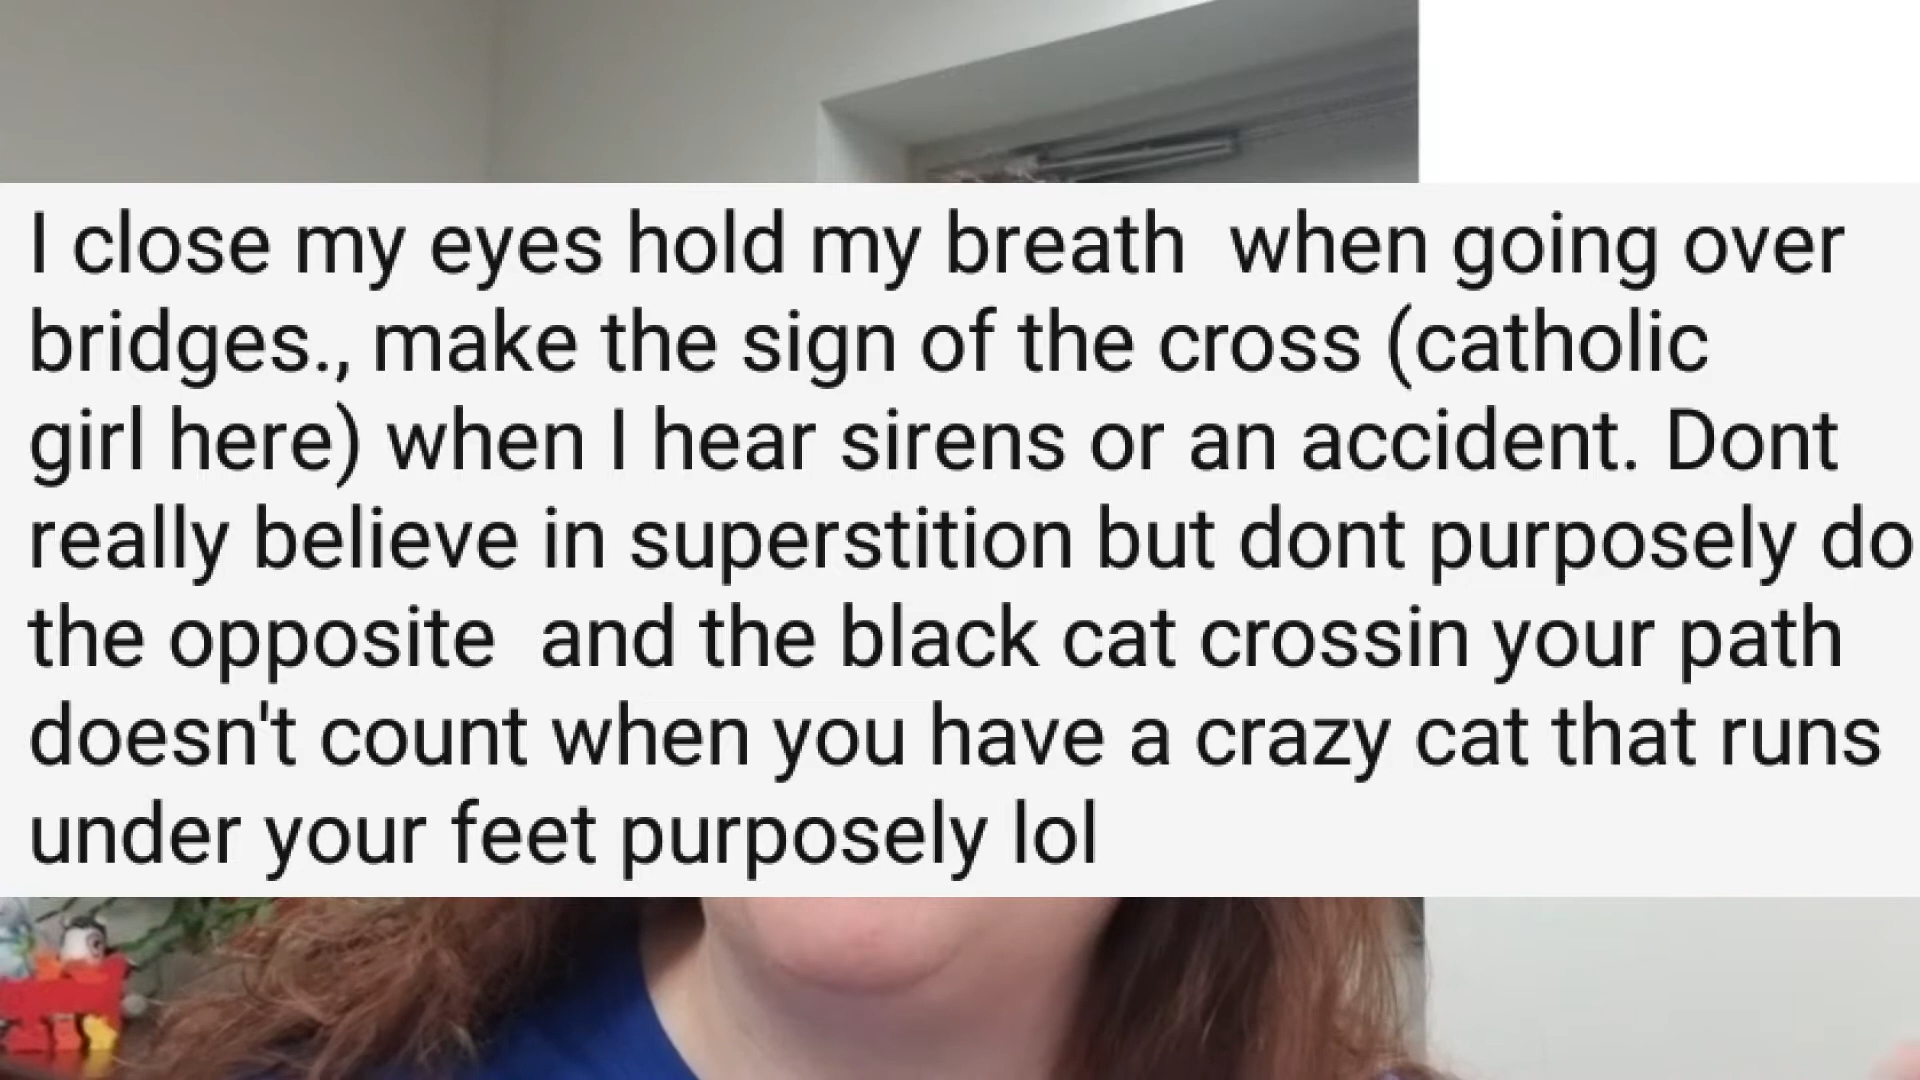 I close my eyes hold my breath  when going over
bridges., make the sign of the cross (catholic
girl here) when I hear sirens or an accident. Dont
really believe in superstition but dont purposely do
the opposite  and the black cat crossin your path
doesn't count when you have a crazy cat that runs
under your feet purposely lol